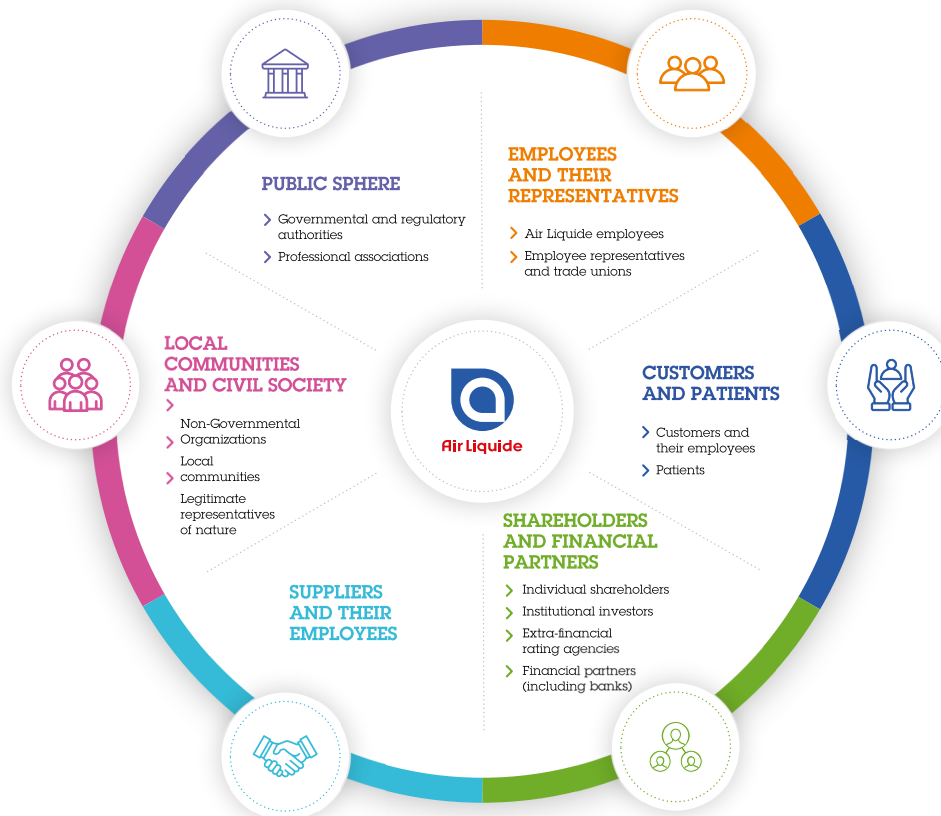 PUBLIC SPHERE
Governmental and regulatory
authorities
Professional associations
EMPLOYEES
AND THEIR
REPRESENTATIVES
Air Liquide employees
Employee representatives
and trade unions
LOCAL
COMMUNITIES
AND CIVIL SOCIETY
Non-Governmental
Organizations
Local
communities
Legitimate
representatives
of nature
Air Liquide
CUSTOMERS
AND PATIENTS
Customers and
their employees
Patients
SUPPLIERS
AND THEIR
EMPLOYEES
SHAREHOLDERS
AND FINANCIAL
PARTNERS
Individual shareholders
Institutional investors
Extra-financial
rating agencies
Financial partners
(including banks)